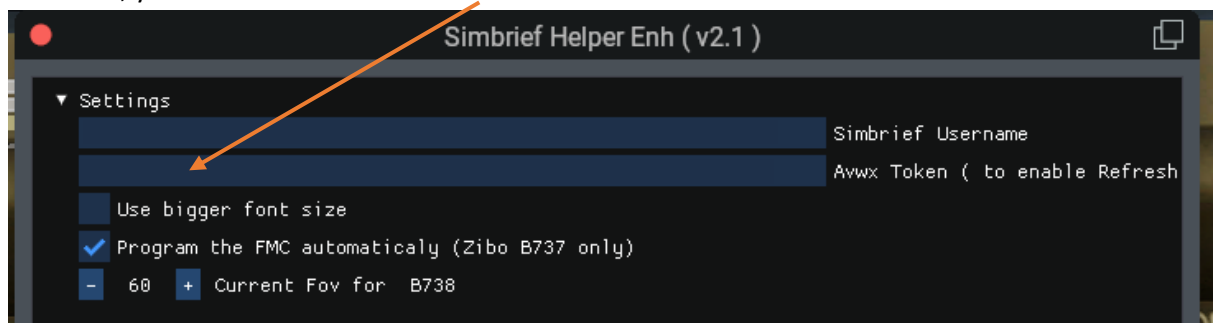 Simbrief Helper Enh ( v2.1 )
▼ Settings
Simbrief Username
Avwx Token ( to enable Refresh
Use bigger font size
Program the FMC automaticaly (Zibo B737 only)
- 60 + Current Fov for B738